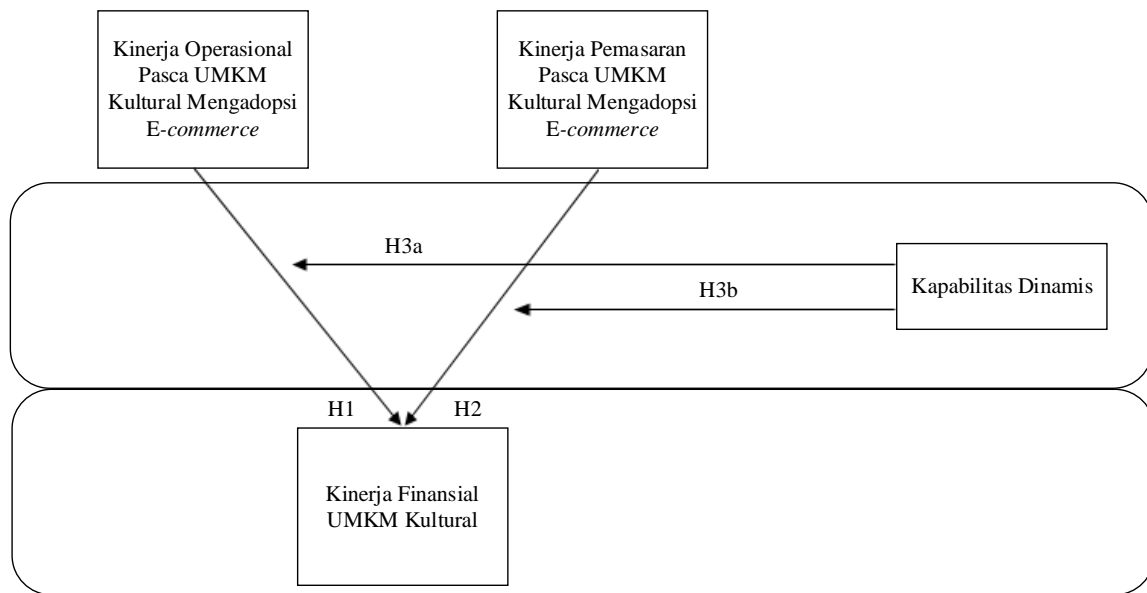 Kinerja Operasional
Pasca UMKM
Kultural Mengadopsi
E-commerce
Kinerja Pemasaran
Pasca UMKM
Kultural Mengadopsi
E-commerce
H3a
H3b
Kapabilitas Dinamis
H1
H2
Kinerja Finansial
UMKM Kultural